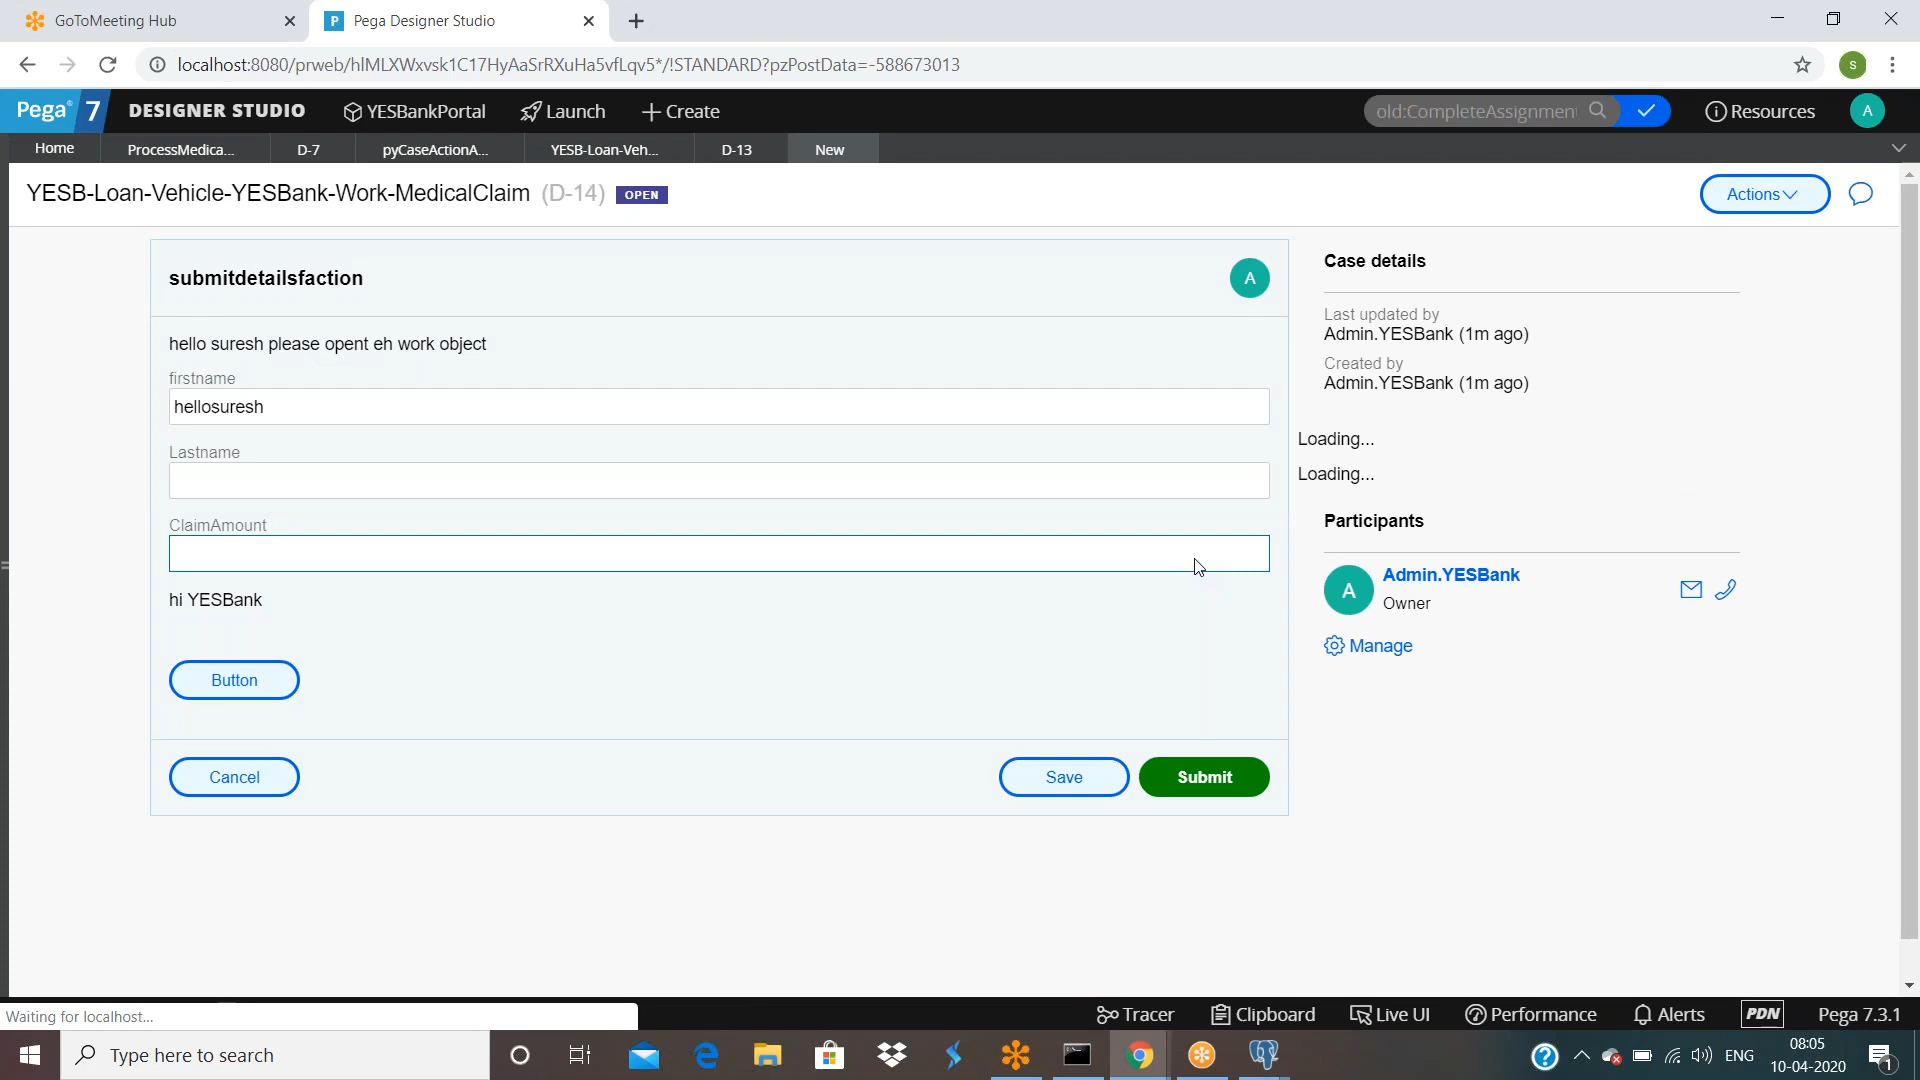 GoToMeeting Hub
P Pega Designer Studio
localhost:8080/prweb/hlMLXWxvsk1C17HyAaSrRXuHa5vfLqv5*/!STANDARD?pzPostData=-588673013
s
Pega 7 DESIGNER STUDIO YESBankPortal Launch Create
old:CompleteAssignmen
Resources
A
Home ProcessMedica... D-7 pyCaseActionA... YESB-Loan-Veh... D-13 New
YESB-Loan-Vehicle-YESBank-Work-MedicalClaim (D-14) OPEN
Actions
submitdetailsfaction
A
hello suresh please opent eh work object
firstname
hellosuresh
Lastname
ClaimAmount
hi YESBank
Button
Cancel
Save
Submit
Case details
Last updated by
Admin.YESBank (1m ago)
Created by
Admin.YESBank (1m ago)
Loading...
Loading...
Participants
A
Admin.YESBank
Owner
Manage
Waiting for localhost...
Tracer Clipboard Live UI Performance Alerts PDN Pega 7.3.1
Type here to search
ENG
08:05
10-04-2020
1